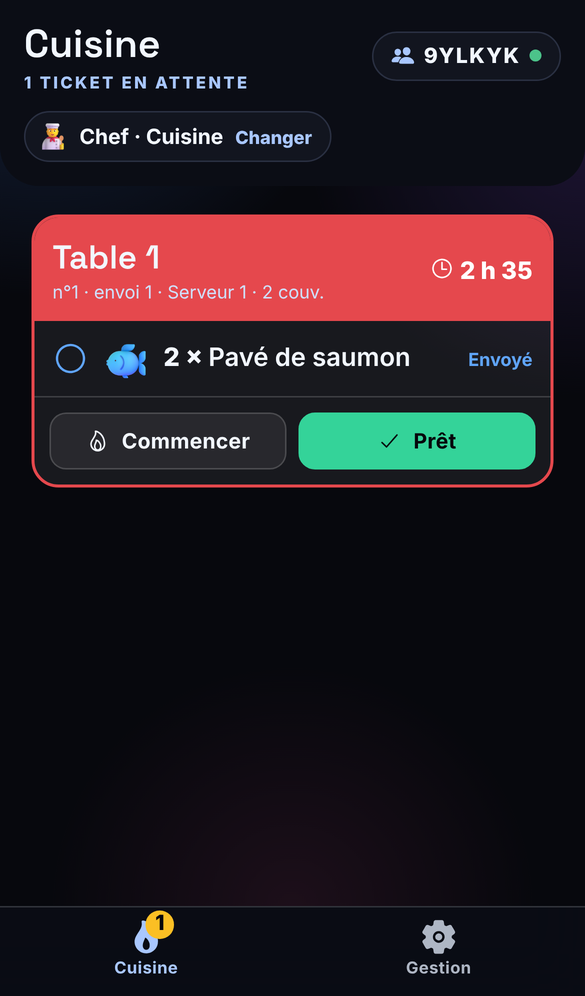 Cuisine
9YLKYK
1 TICKET EN ATTENTE
Chef · Cuisine Changer
Table 1
2 h 35
n°1 · envoi 1 · Serveur 1 · 2 couv.
2 × Pavé de saumon Envoyé
Commencer Prêt
1
Cuisine Gestion